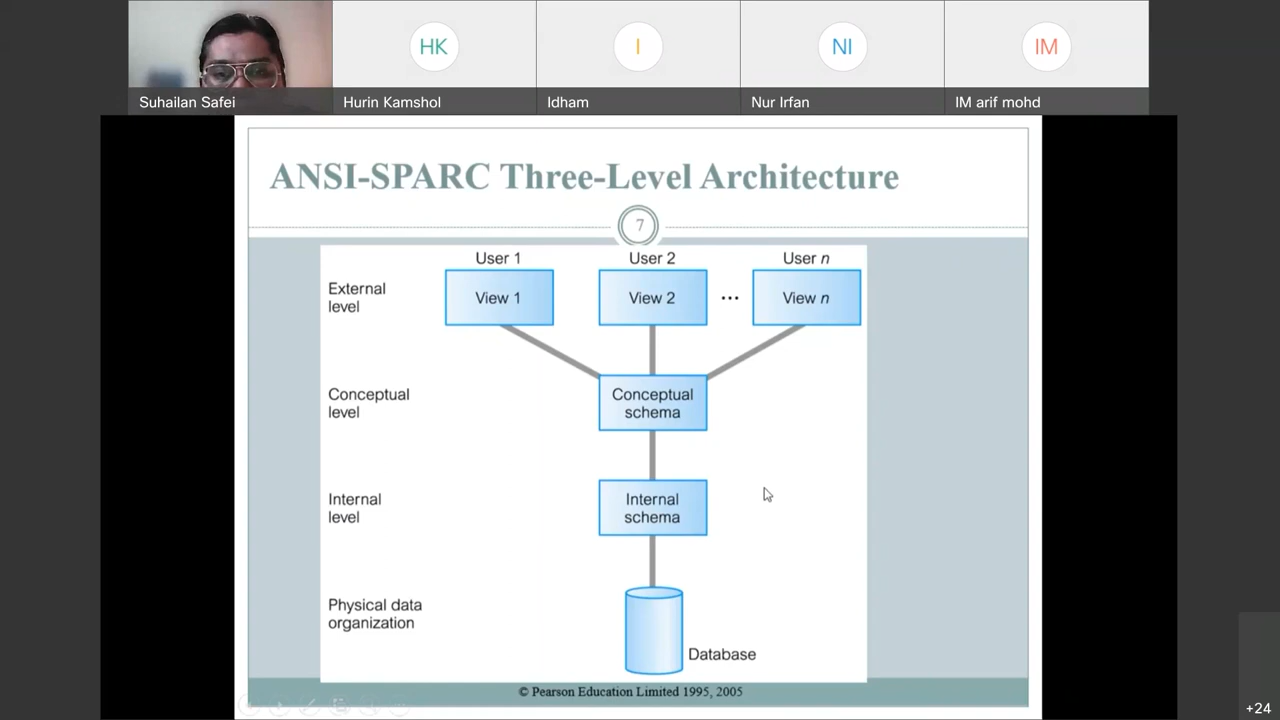 HK
I
NI
IM
Suhailan Safei
Hurin Kamshol
Idham
Nur Irfan
IM arif mohd
ANSI-SPARC Three-Level Architecture
7
User 1
User 2
User n
External
level
View 1
View 2
...
View n
Conceptual
level
Conceptual
schema
Internal
level
Internal
schema
Physical data
organization
Database
© Pearson Education Limited 1995, 2005
+24